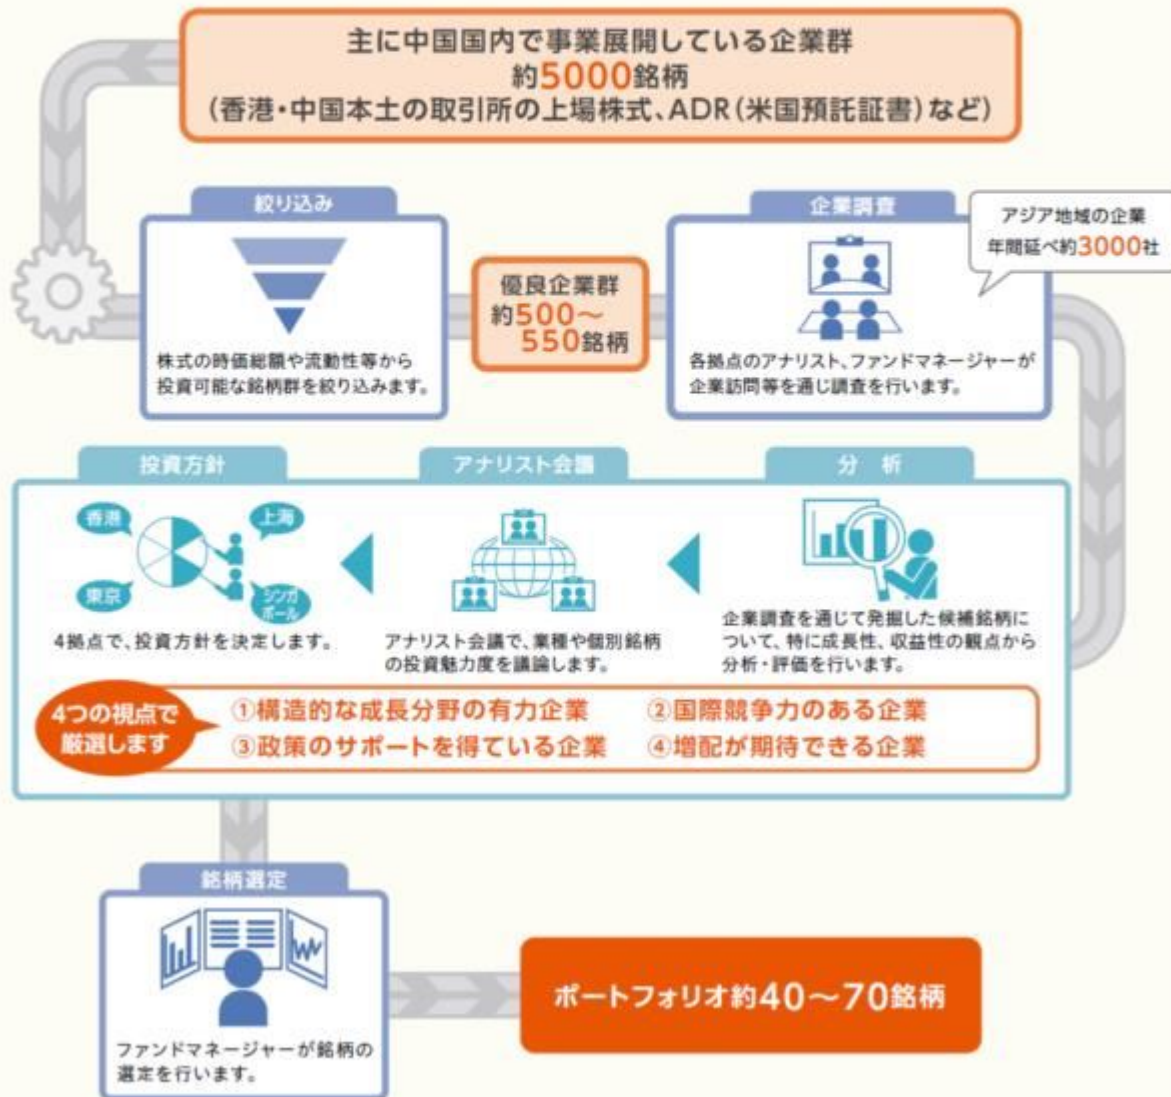 主に中国国内で事業展開している企業群
約5000銘柄
(香港・中国本土の取引所の上場株式、ADR(米国預託証書)など)
絞り込み
株式の時価総額や流動性等から
投資可能な銘柄群を絞り込みます。
優良企業群
約500～
550銘柄
企業調査
アジア地域の企業
年間延べ約3000社
各拠点のアナリスト、ファンドマネージャーが
企業訪問等を通じ調査を行います。
分 析
企業調査を通じて発掘した候補銘柄に
ついて、特に成長性、収益性の観点から
分析・評価を行います。
アナリスト会議
アナリスト会議で、業種や個別銘柄
の投資魅力度を議論します。
投資方針
香港
上海
東京
シンガ
ポール
4拠点で、投資方針を決定します。
4つの視点で
厳選します
①構造的な成長分野の有力企業
②国際競争力のある企業
③政策のサポートを得ている企業
④増配が期待できる企業
銘柄選定
ファンドマネージャーが銘柄の
選定を行います。
ポートフォリオ約40～70銘柄